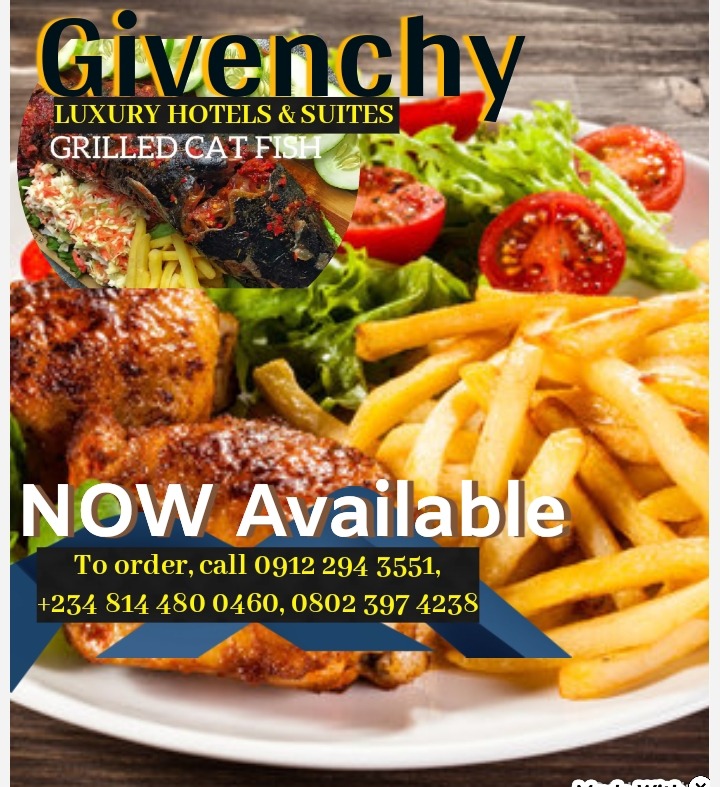 Givenchy
LUXURY HOTELS & SUITES
GRILLED CAT FISH
NOW Available
To order, call 0912 294 3551,
+234 814 480 0460, 0802 397 4238